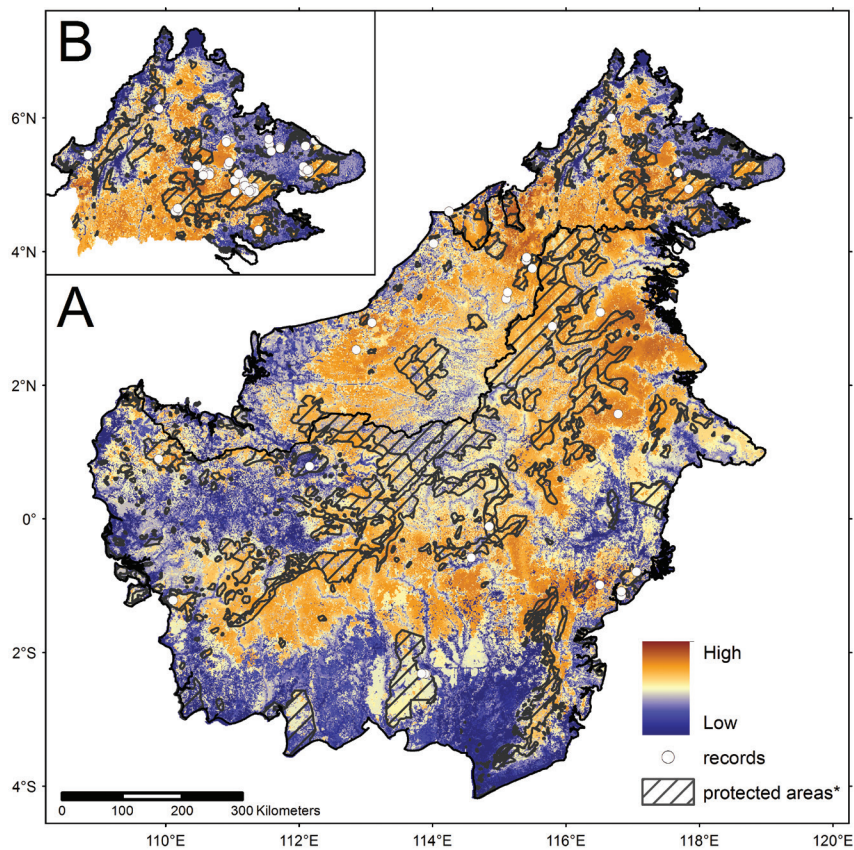 B
A
6°N
4°N
2°N
0°
2°S
4°S
High
Low
records
protected areas*
0 100 200 300 Kilometers
110°E 112°E 114°E 116°E 118°E 120°E